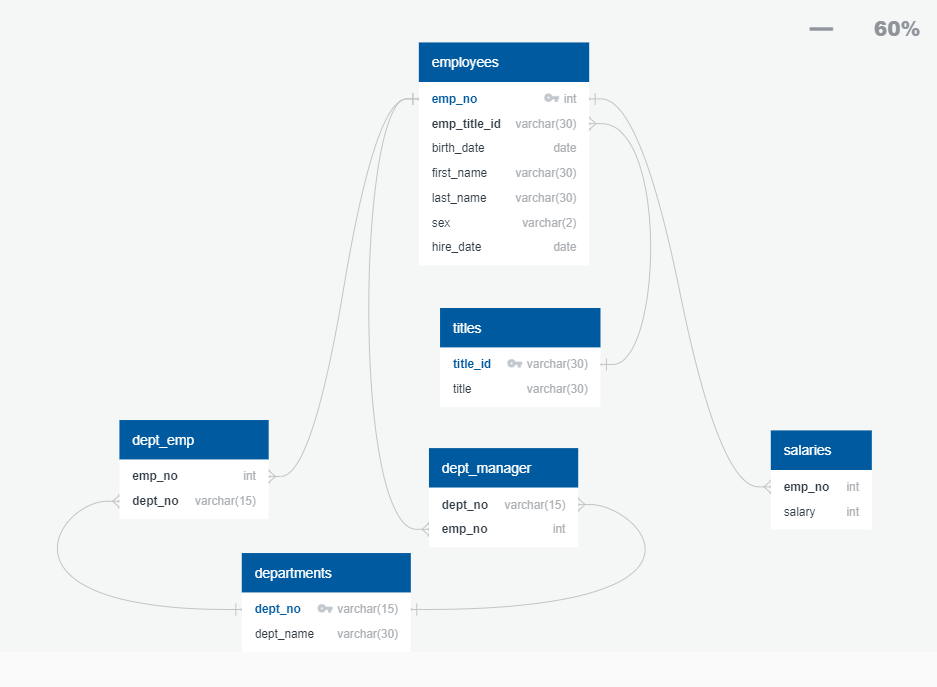 60%
employees
emp_no int
emp_title_id varchar(30)
birth_date date
first_name varchar(30)
last_name varchar(30)
sex varchar(2)
hire_date date
titles
title_id varchar(30)
title varchar(30)
dept_emp
emp_no int
dept_no varchar(15)
dept_manager
dept_no varchar(15)
emp_no int
salaries
emp_no int
salary int
departments
dept_no varchar(15)
dept_name varchar(30)